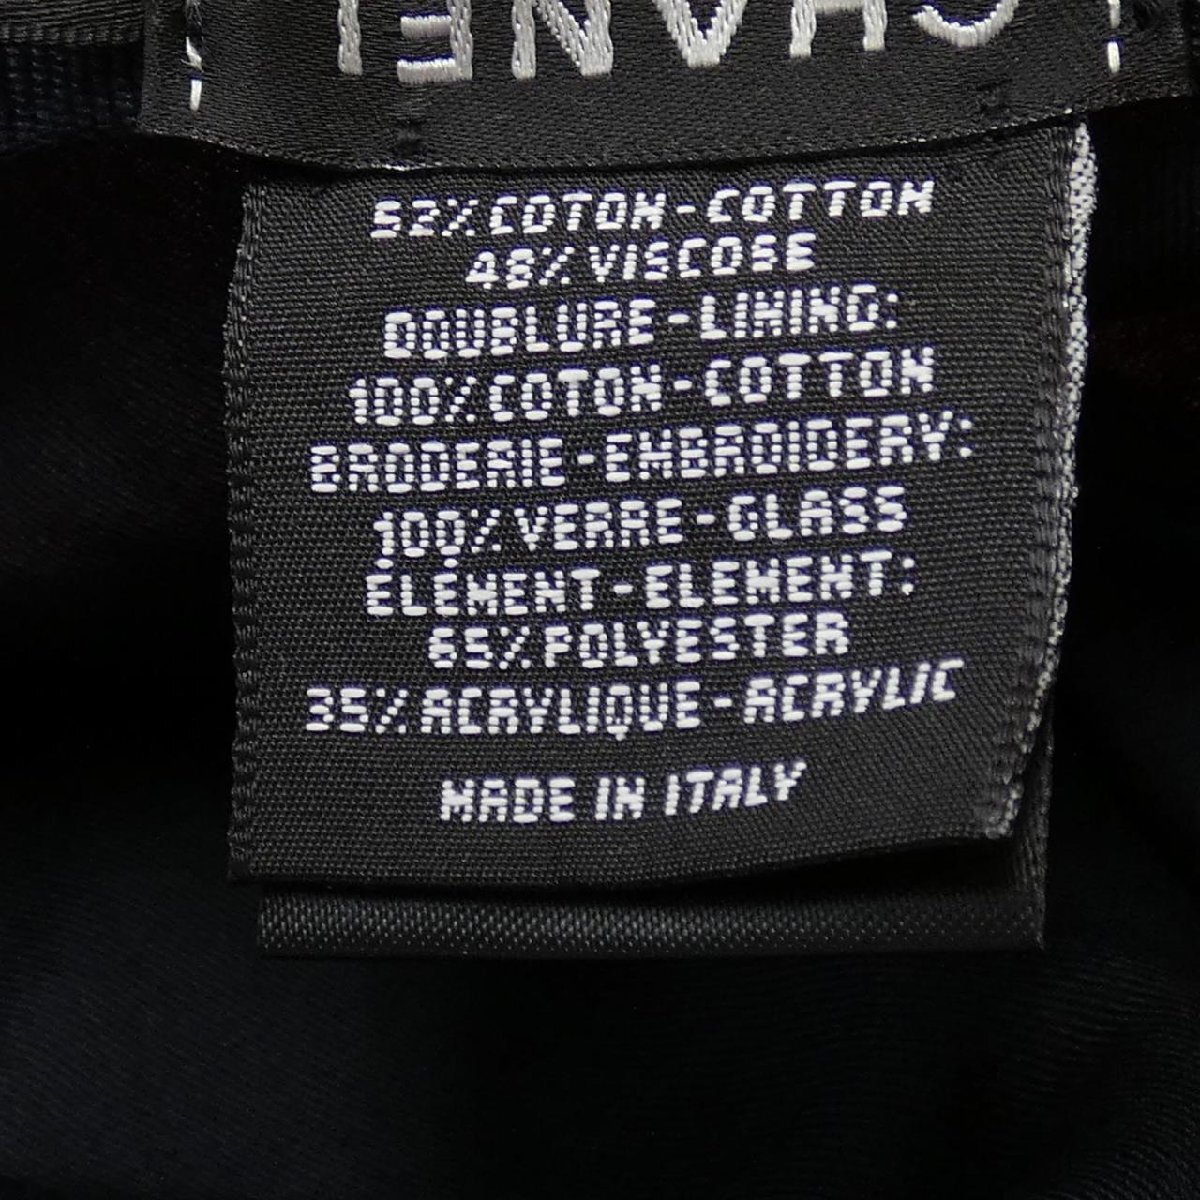 CHANEL
52% COTON-COTTON
48% VISCOSE
DOUBLURE-LINING:
100% COTON-COTTON
BRODERIE-EMBROIDERY:
100% VERRE-GLASS
ÉLÉMENT-ELEMENT:
65% POLYESTER
35% ACRYLIQUE-ACRYLIC
MADE IN ITALY